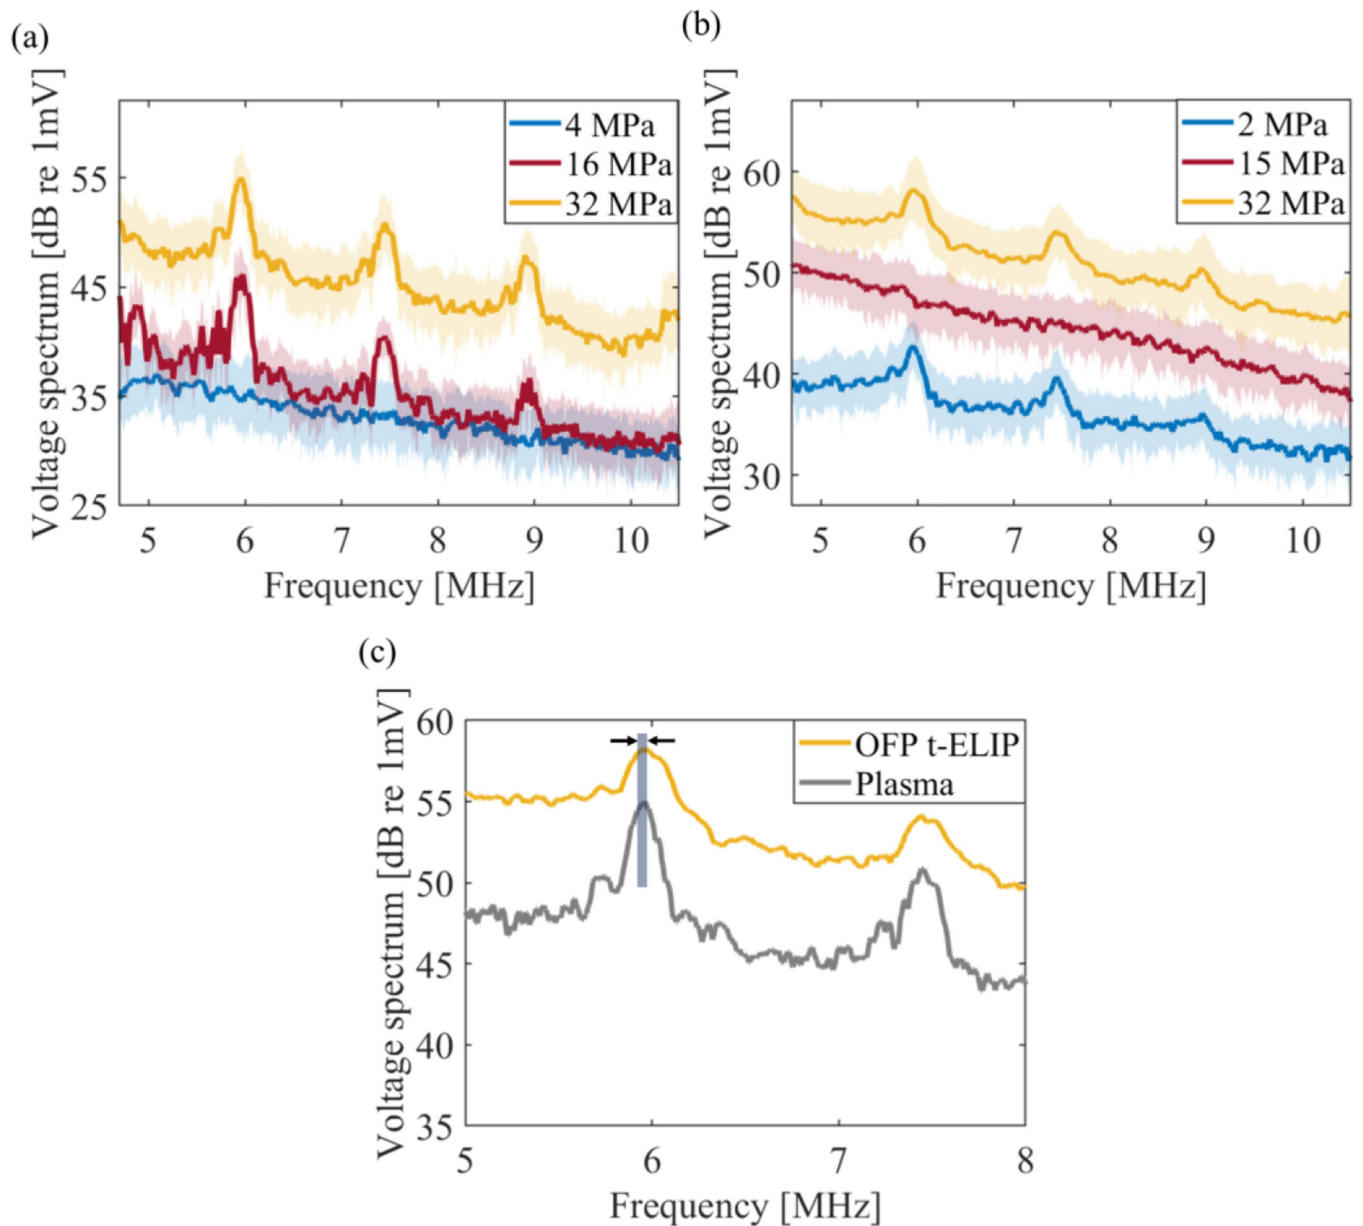 (a)
Voltage spectrum [dB re 1mV]
55
45
35
25
4 MPa
16 MPa
32 MPa
5 6 7 8 9 10
Frequency [MHz]
(b)
Voltage spectrum [dB re 1mV]
60
50
40
30
2 MPa
15 MPa
32 MPa
5 6 7 8 9 10
Frequency [MHz]
(c)
Voltage spectrum [dB re 1mV]
60
55
50
45
40
35
OFP t-ELIP
Plasma
5 6 7 8
Frequency [MHz]